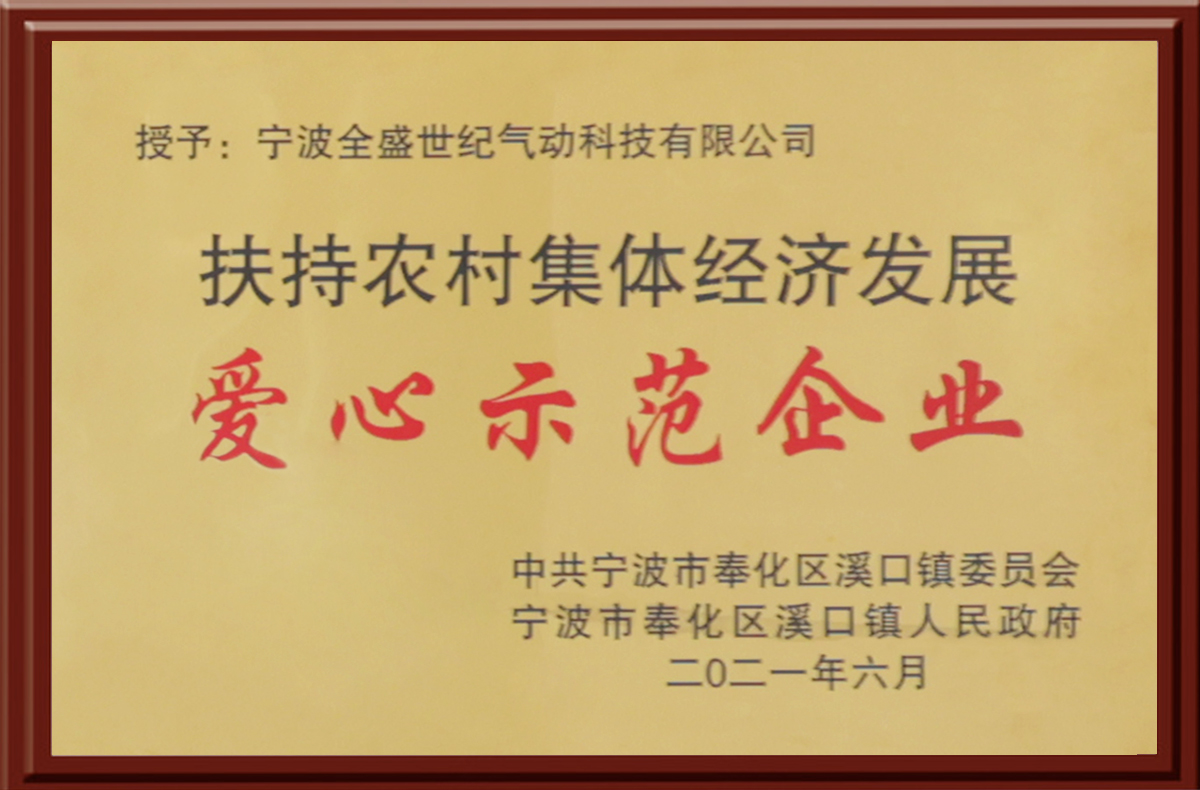 授予：宁波全盛世纪气动科技有限公司
扶持农村集体经济发展
爱心示范企业
中共宁波市奉化区溪口镇委员会
宁波市奉化区溪口镇人民政府
二〇二一年六月